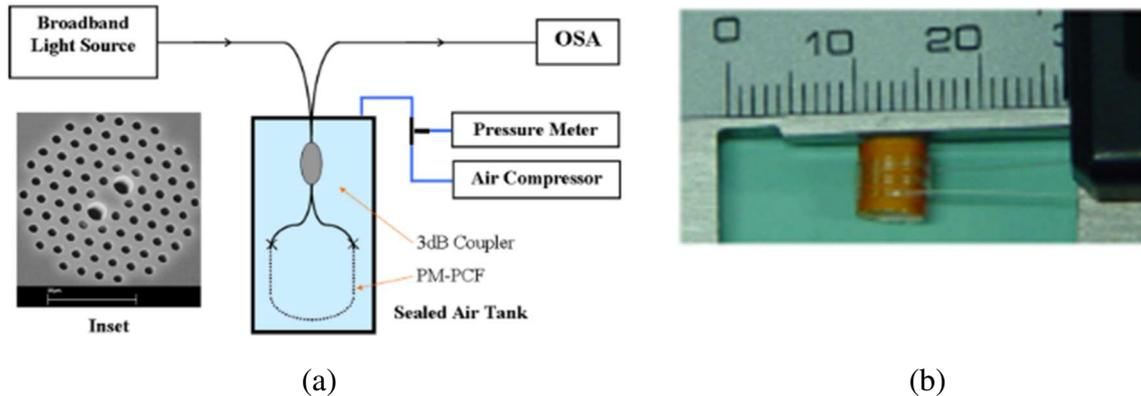 Broadband
Light Source
OSA
Pressure Meter
Air Compressor
3dB Coupler
PM-PCF
Sealed Air Tank
Inset
(a)
0
10
20
(b)